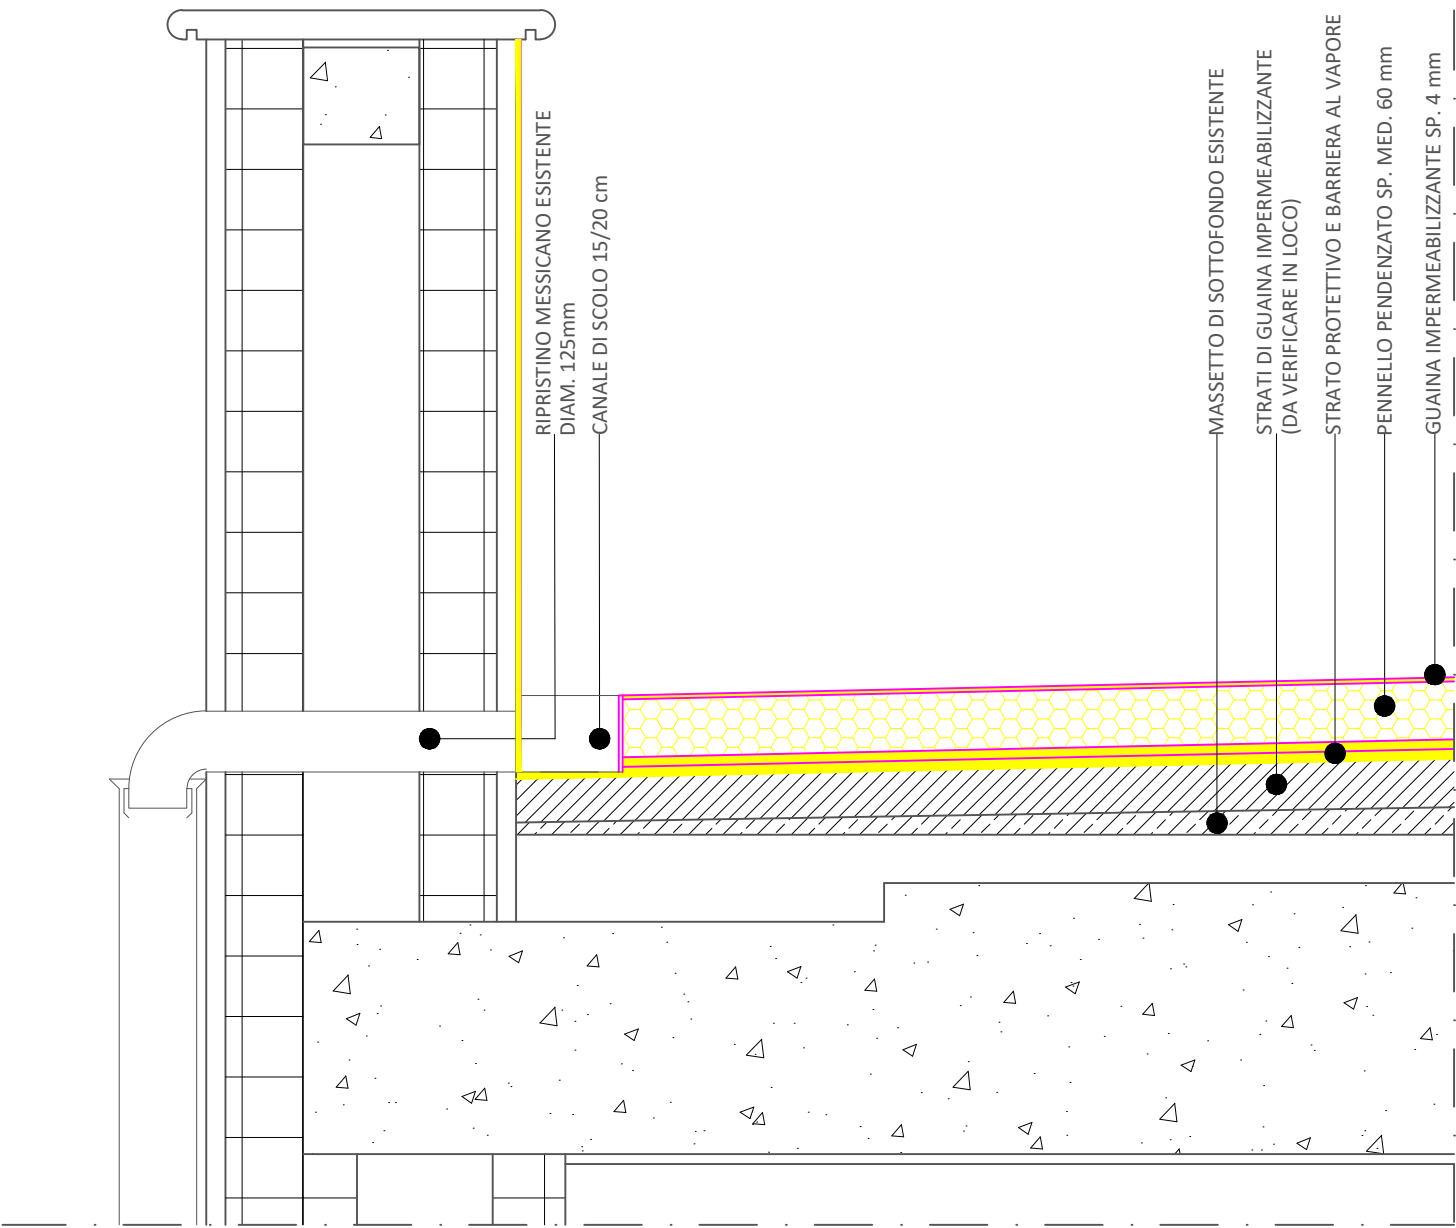 RIPRISTINO MESSICANO ESISTENTE
DIAM. 125mm
CANALE DI SCOLO 15/20 cm
MASSETTO DI SOTTOFONDO ESISTENTE
STRATI DI GUAINA IMPERMEABILIZZANTE
(DA VERIFICARE IN LOCO)
STRATO PROTETTIVO E BARRIERA AL VAPORE
PENNELLO PENDENZATO SP. MED. 60 mm
GUAINA IMPERMEABILIZZANTE SP. 4 mm